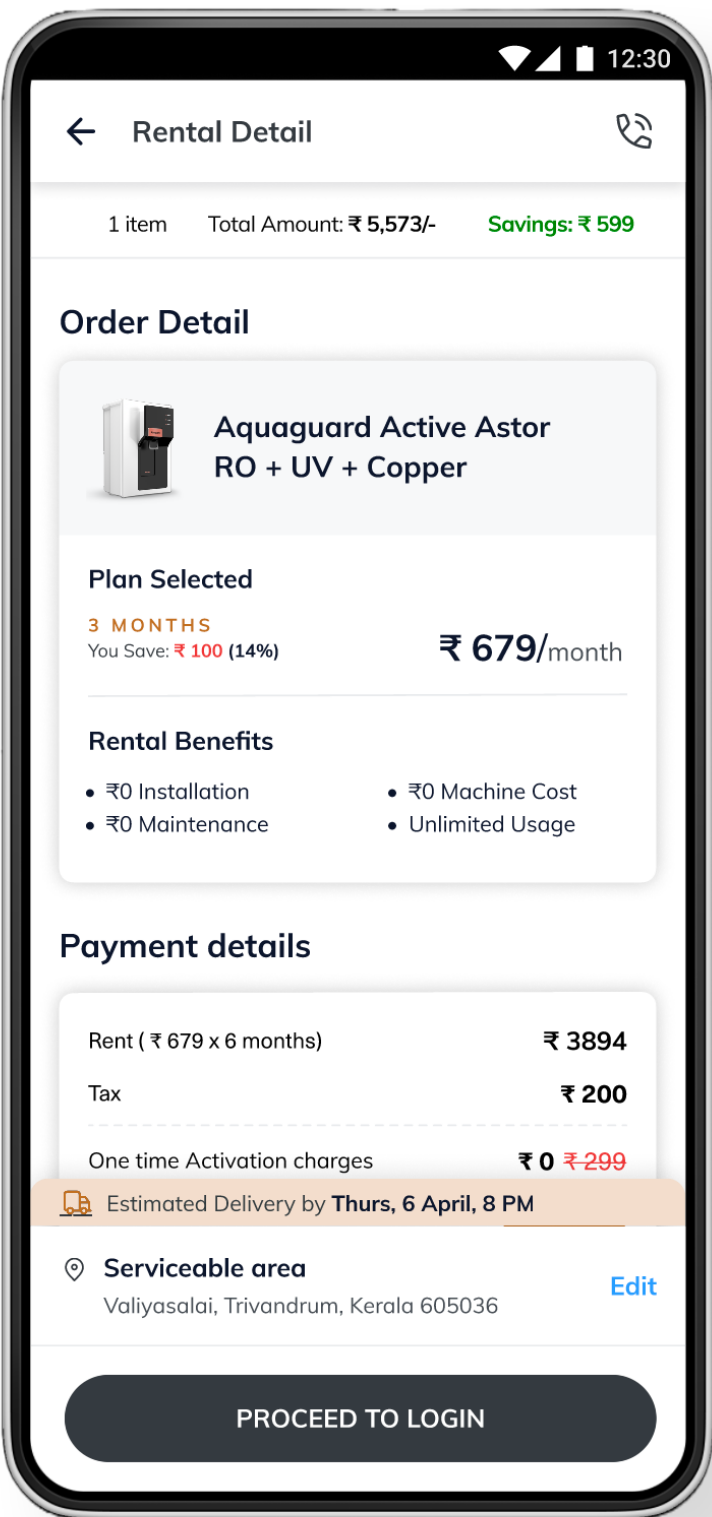 12:30
Rental Detail
1 item Total Amount: ₹ 5,573/- Savings: ₹ 599
Order Detail
Aquaguard Active Astor
RO + UV + Copper
Plan Selected
3 MONTHS
You Save: ₹ 100 (14%)
₹ 679/month
Rental Benefits
• ₹0 Installation
• ₹0 Machine Cost
• ₹0 Maintenance
• Unlimited Usage
Payment details
Rent ( ₹ 679 x 6 months) ₹ 3894
Tax ₹ 200
One time Activation charges ₹ 0 ₹ 299
Estimated Delivery by Thurs, 6 April, 8 PM
Serviceable area
Edit
Valiyasalai, Trivandrum, Kerala 605036
PROCEED TO LOGIN